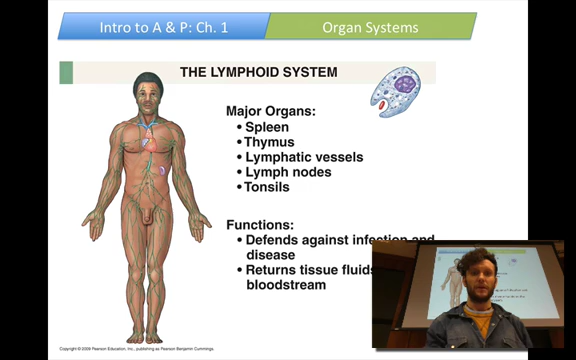 Intro to A & P: Ch. 1
Organ Systems
THE LYMPHOID SYSTEM
Major Organs:
• Spleen
• Thymus
• Lymphatic vessels
• Lymph nodes
• Tonsils
Functions:
• Defends against infection and
disease
• Returns tissue fluids
bloodstream
Copyright © 2009 Pearson Education, Inc., publishing as Pearson Benjamin Cummings.